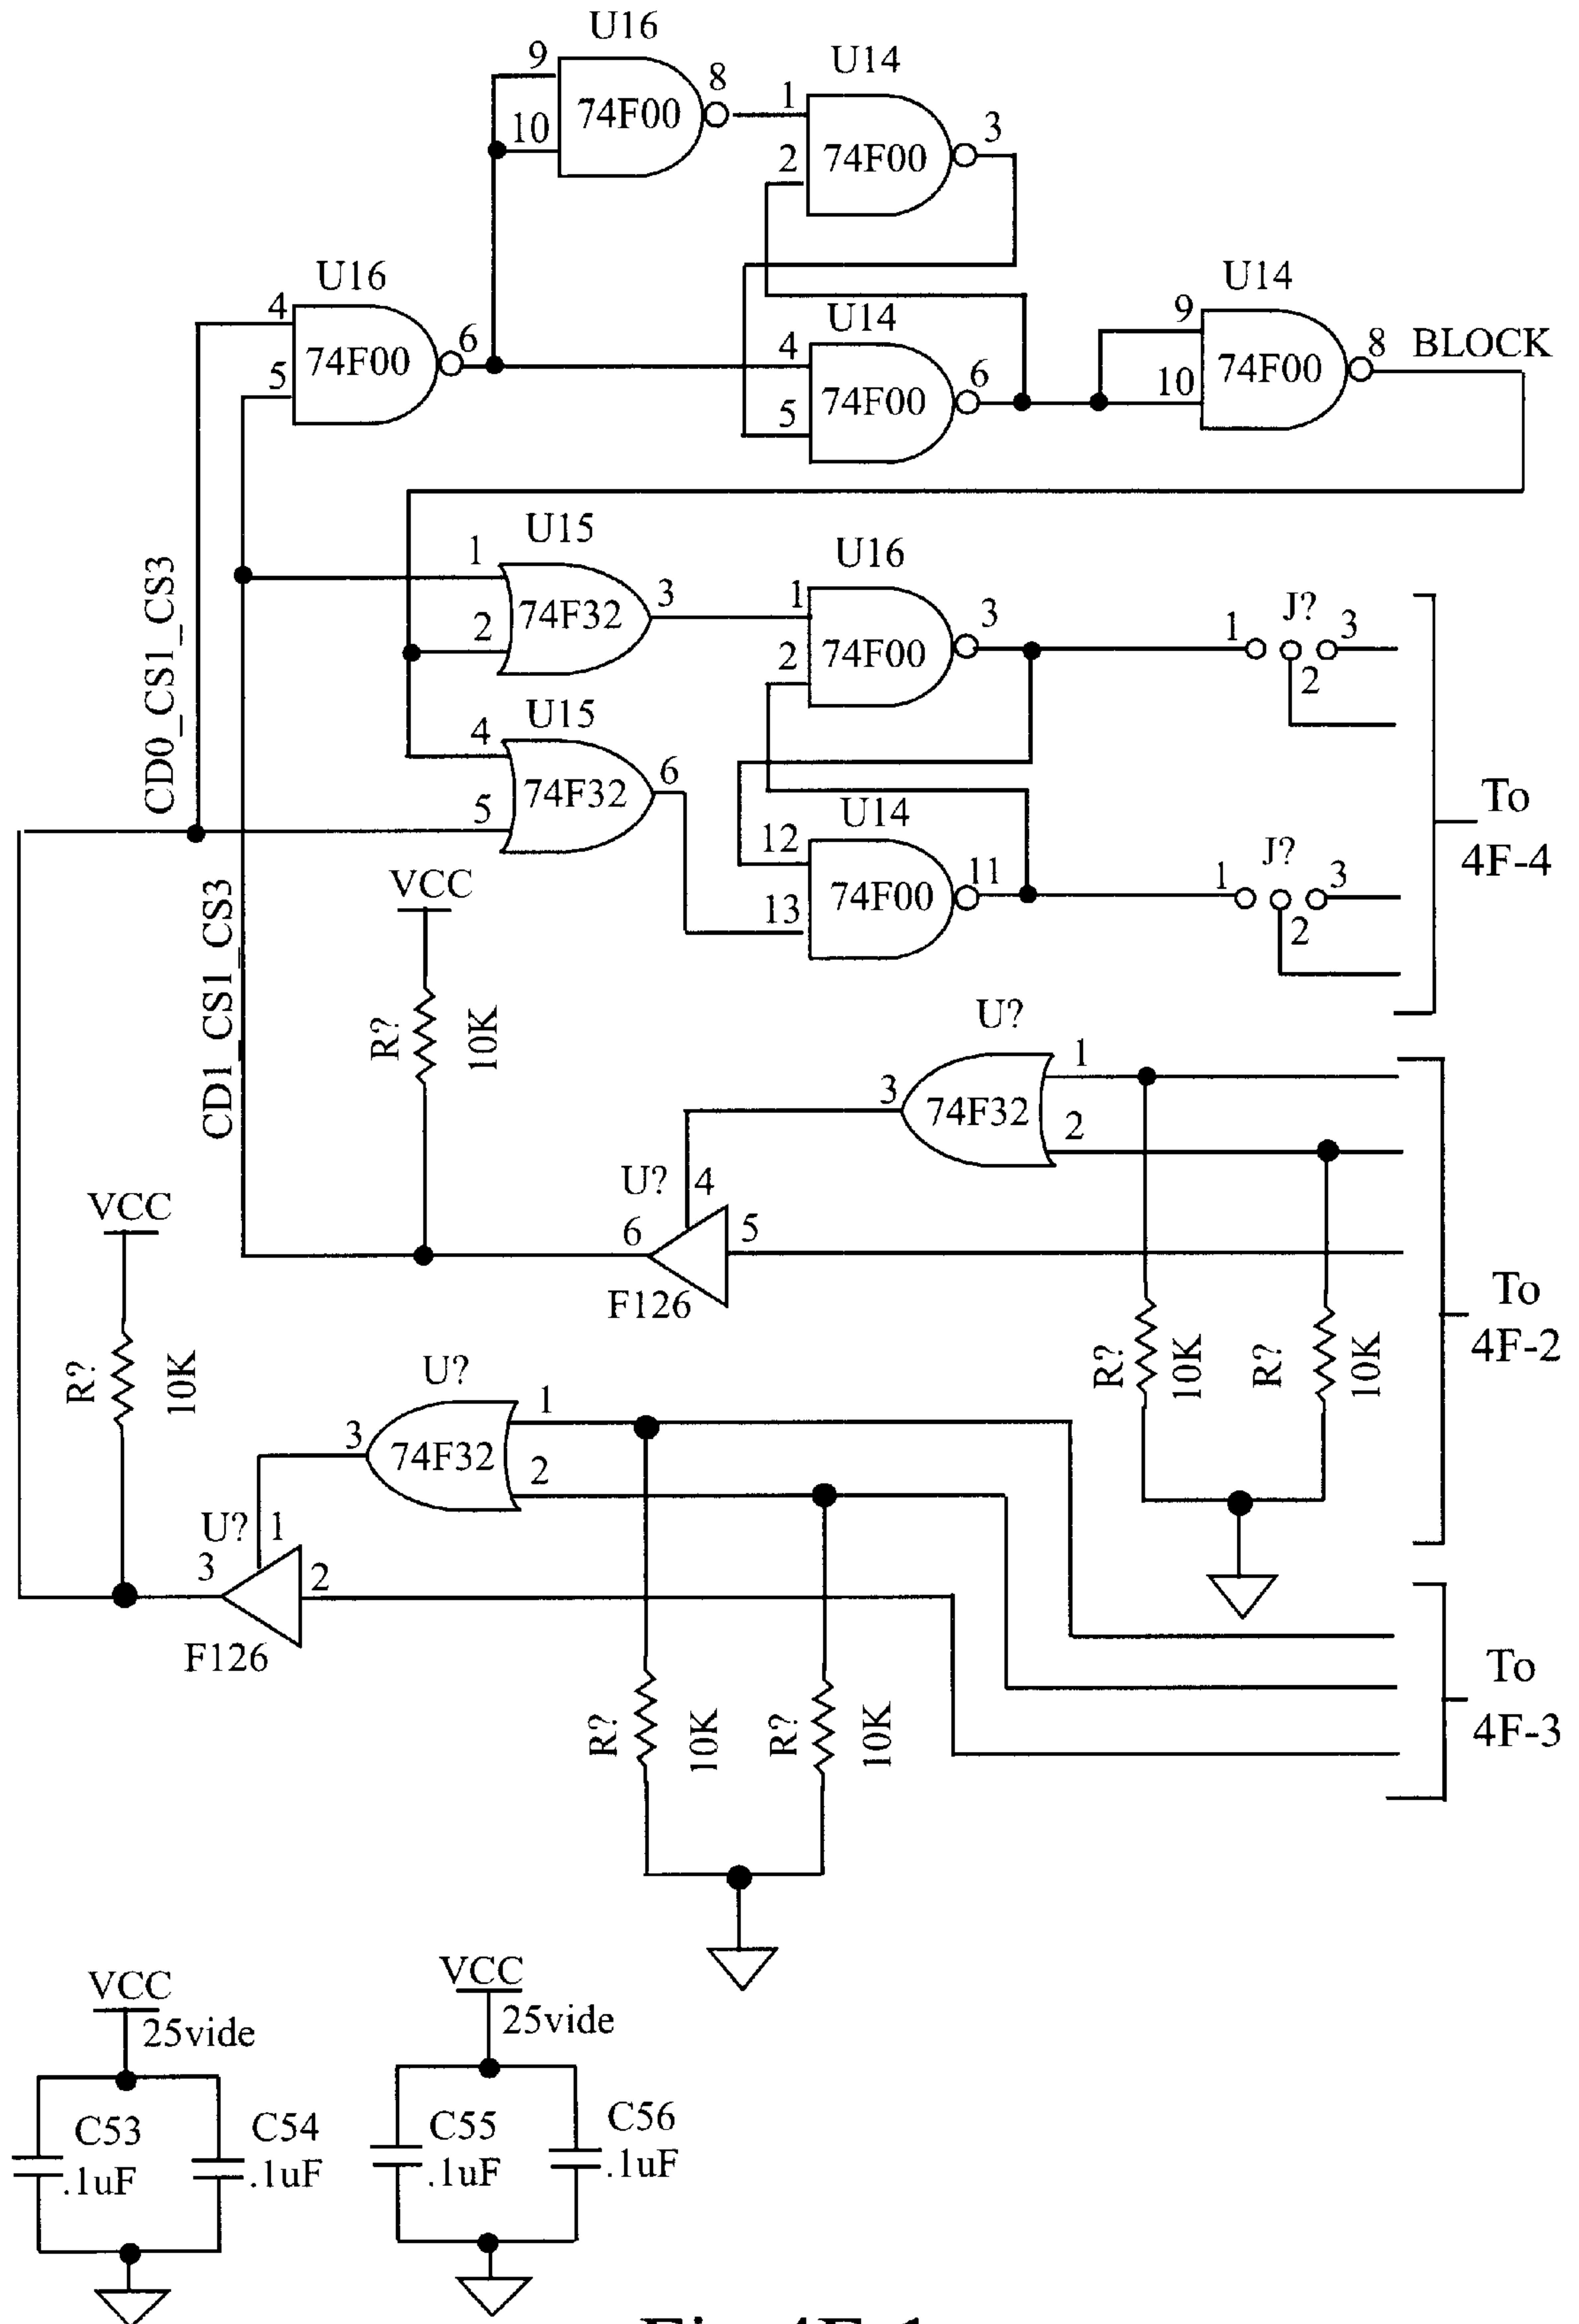 U16
9
8
10
74F00
U14
1
3
2
74F00
U16
4
6
5
74F00
U14
4
6
5
74F00
U14
9
8
BLOCK
10
74F00
CD0_CS1_CS3
CD1_CS1_CS3
U15
1
3
2
74F32
U16
1
3
2
74F00
J?
1
3
2
U15
4
6
5
74F32
U14
12
11
13
74F00
J?
1
3
2
To
4F-4
VCC
R?
10K
U?
1
3
2
74F32
U?
4
6
5
F126
R?
10K
R?
10K
To
4F-2
VCC
R?
10K
U?
1
3
2
74F32
U?
1
3
2
F126
R?
10K
R?
10K
To
4F-3
VCC
25vide
C53
.1uF
C54
.1uF
VCC
25vide
C55
.1uF
C56
.1uF